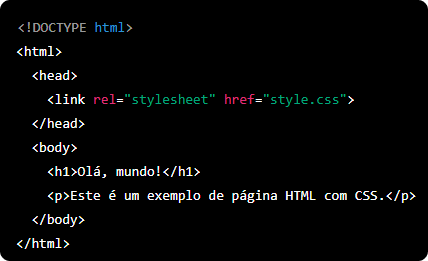 <!DOCTYPE html>
<html>
<head>
<link rel="stylesheet" href="style.css">
</head>
<body>
<h1>Olá, mundo!</h1>
<p>Este é um exemplo de página HTML com CSS.</p>
</body>
</html>